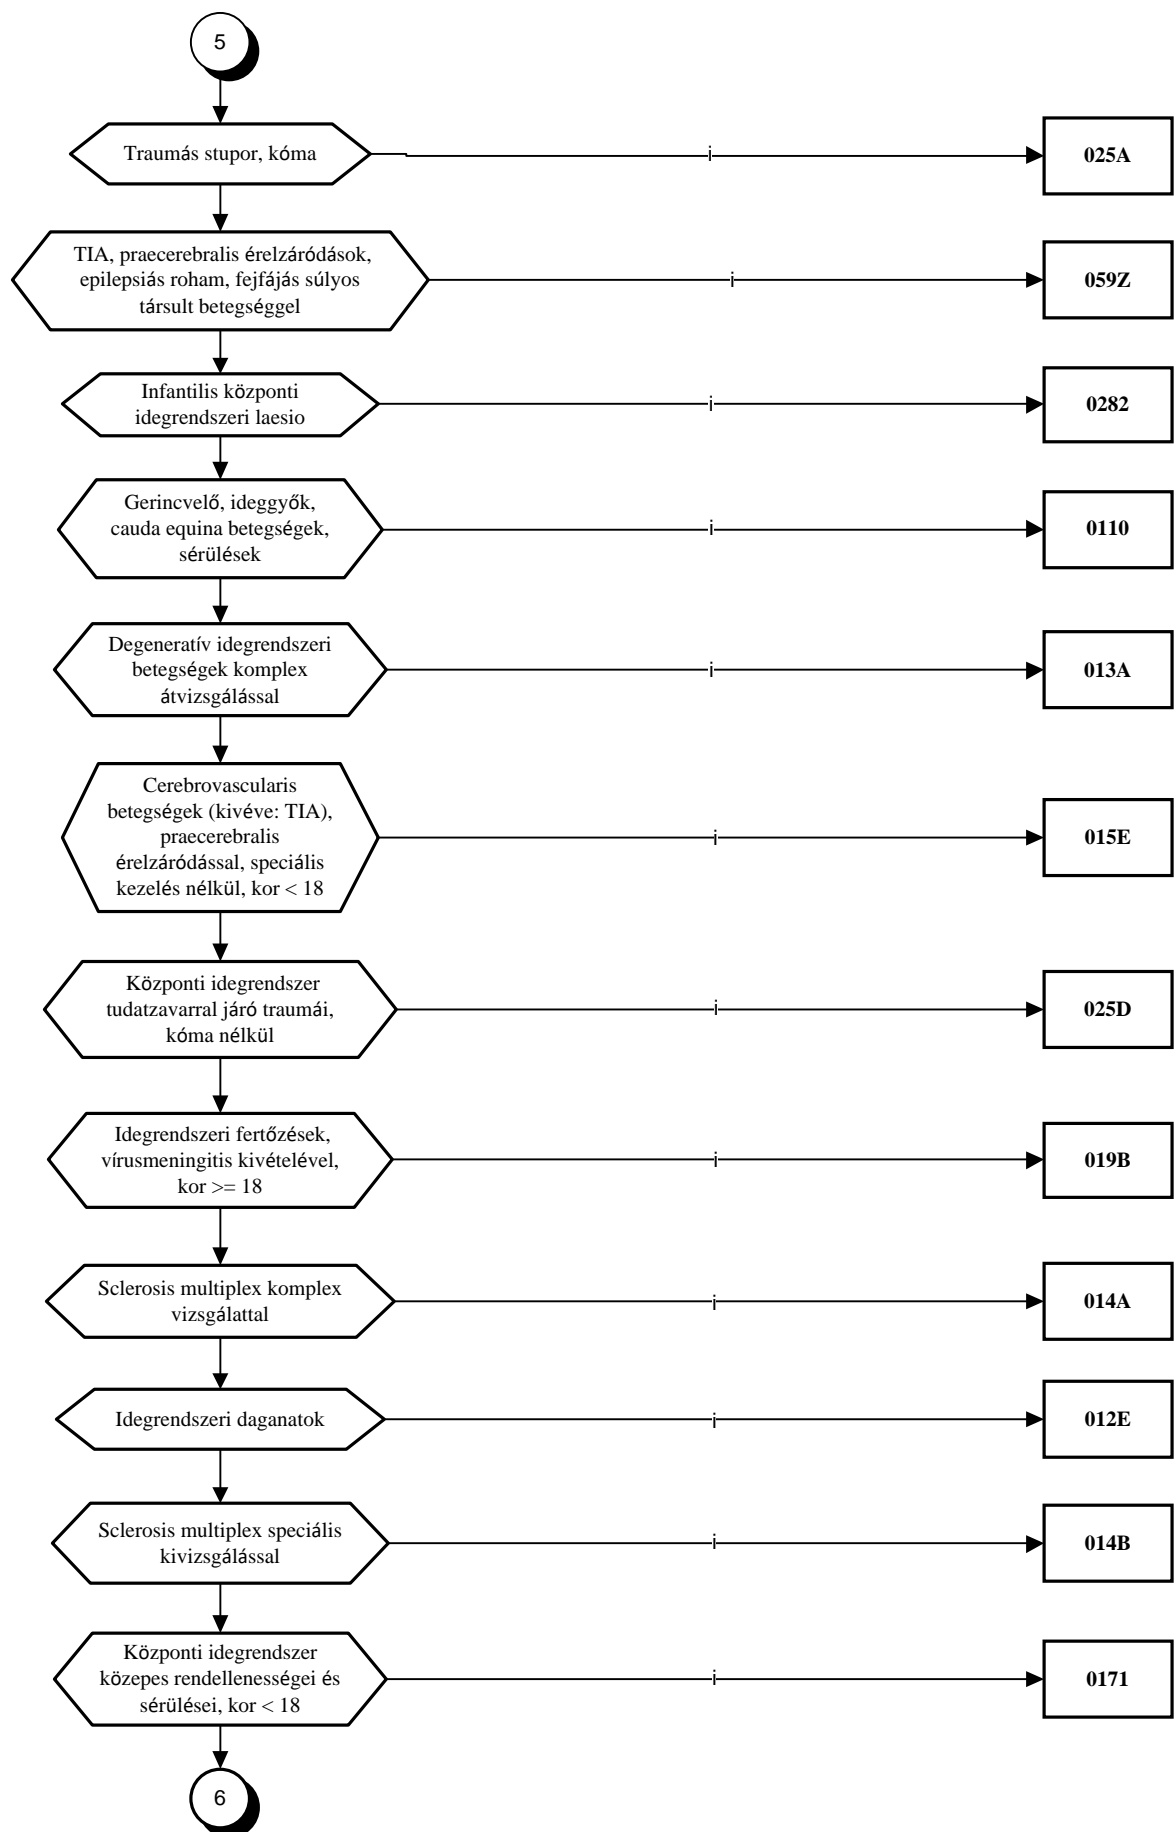 5
Traumás stupor, kóma
i
025A
TIA, praecerebralis érelzáródások,
epilepsiás roham, fejfájás súlyos
társult betegséggel
i
059Z
Infantilis központi
idegrendszeri laesio
i
0282
Gerincvelő, ideggyők,
cauda equina betegségek,
sérülések
i
0110
Degeneratív idegrendszeri
betegségek komplex
átvizsgálással
i
013A
Cerebrovascularis
betegségek (kivéve: TIA),
praecerebralis
érelzáródással, speciális
kezelés nélkül, kor < 18
i
015E
Központi idegrendszer
tudatzavarral járó traumái,
kóma nélkül
i
025D
Idegrendszeri fertőzések,
vírusmeningitis kivételével,
kor >= 18
i
019B
Sclerosis multiplex komplex
vizsgálattal
i
014A
Idegrendszeri daganatok
i
012E
Sclerosis multiplex speciális
kivizsgálással
i
014B
Központi idegrendszer
közepes rendellenességei és
sérülései, kor < 18
i
0171
6